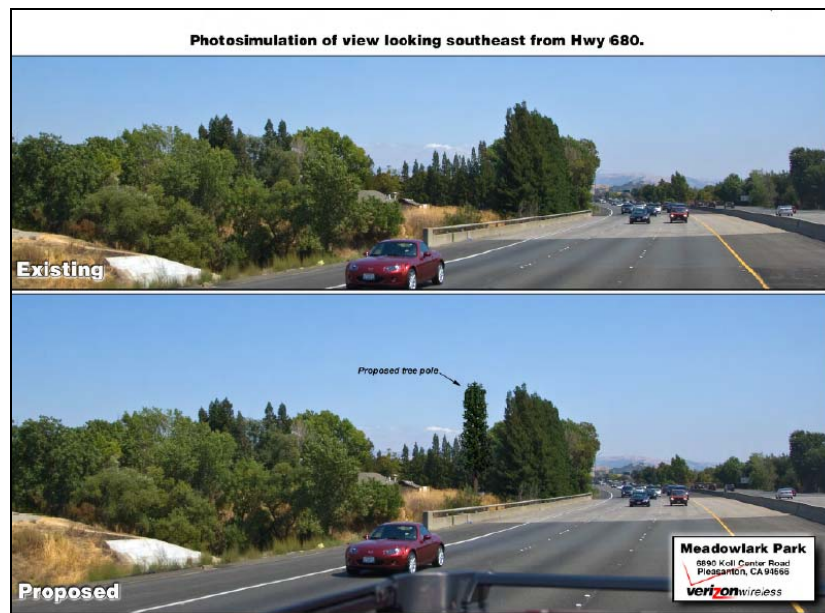 Photosimulation of view looking southeast from Hwy 680.
Existing
Proposed tree pole
Proposed
Meadowlark Park
6890 Koll Center Road
Pleasanton, CA 94566
verizonwireless